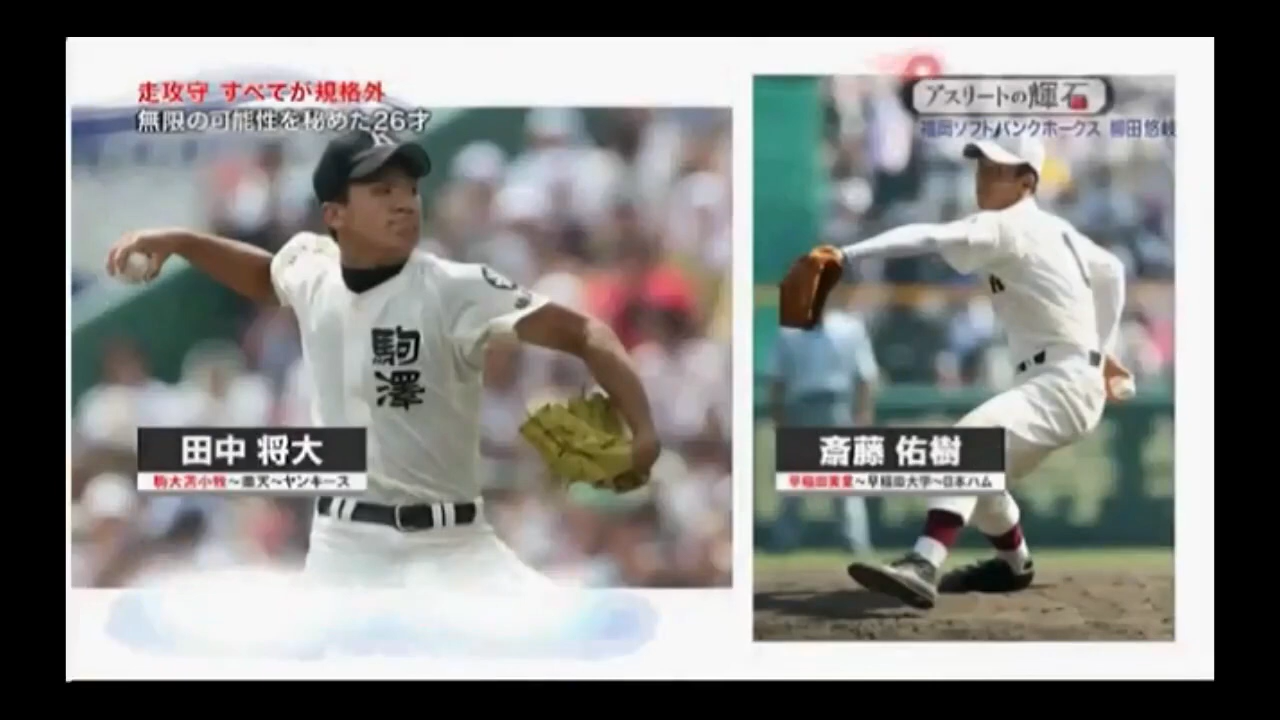 走攻守 すべてが規格外
無限の可能性を秘めた26才
アスリートの輝石
福岡ソフトバンクホークス 柳田悠岐
駒澤
田中 将大
駒大苫小牧～楽天～ヤンキース
斎藤 佑樹
早稲田実業～早稲田大学～日本ハム